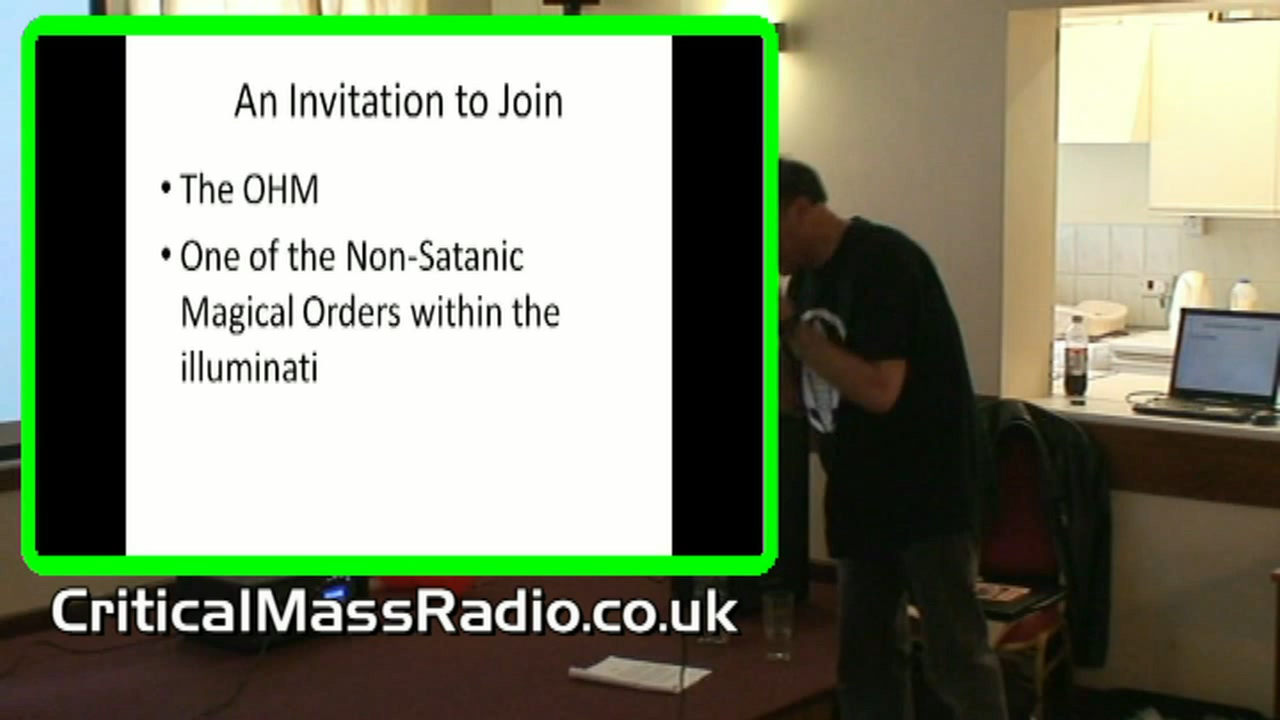 An Invitation to Join
• The OHM
• One of the Non-Satanic
Magical Orders within the
illuminati
CriticalMassRadio.co.uk